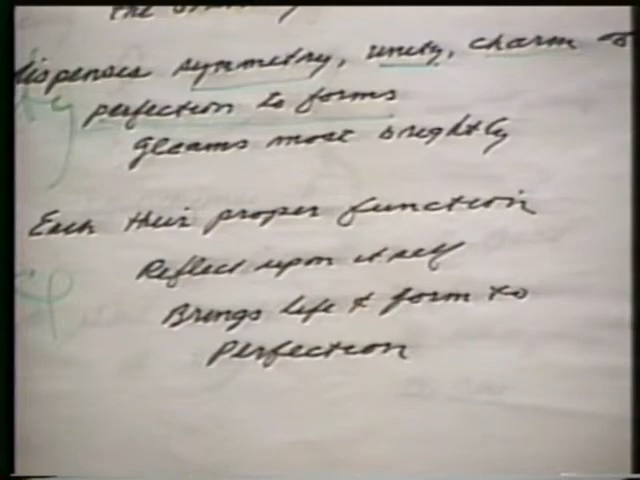 the
dispenses symmetry, unity, charm &
perfection to forms
gleams most brightly
Each their proper function
Reflect upon itself
Brings life & form to
Perfection